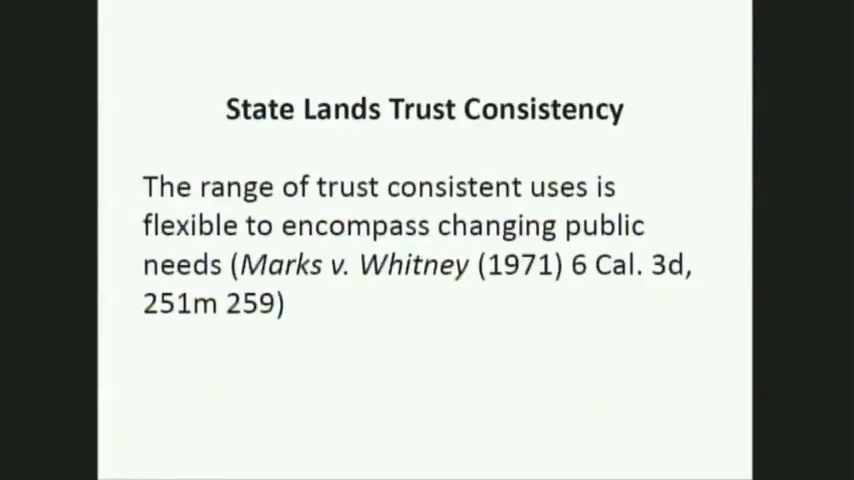 State Lands Trust Consistency
The range of trust consistent uses is
flexible to encompass changing public
needs (Marks v. Whitney (1971) 6 Cal. 3d,
251m 259)